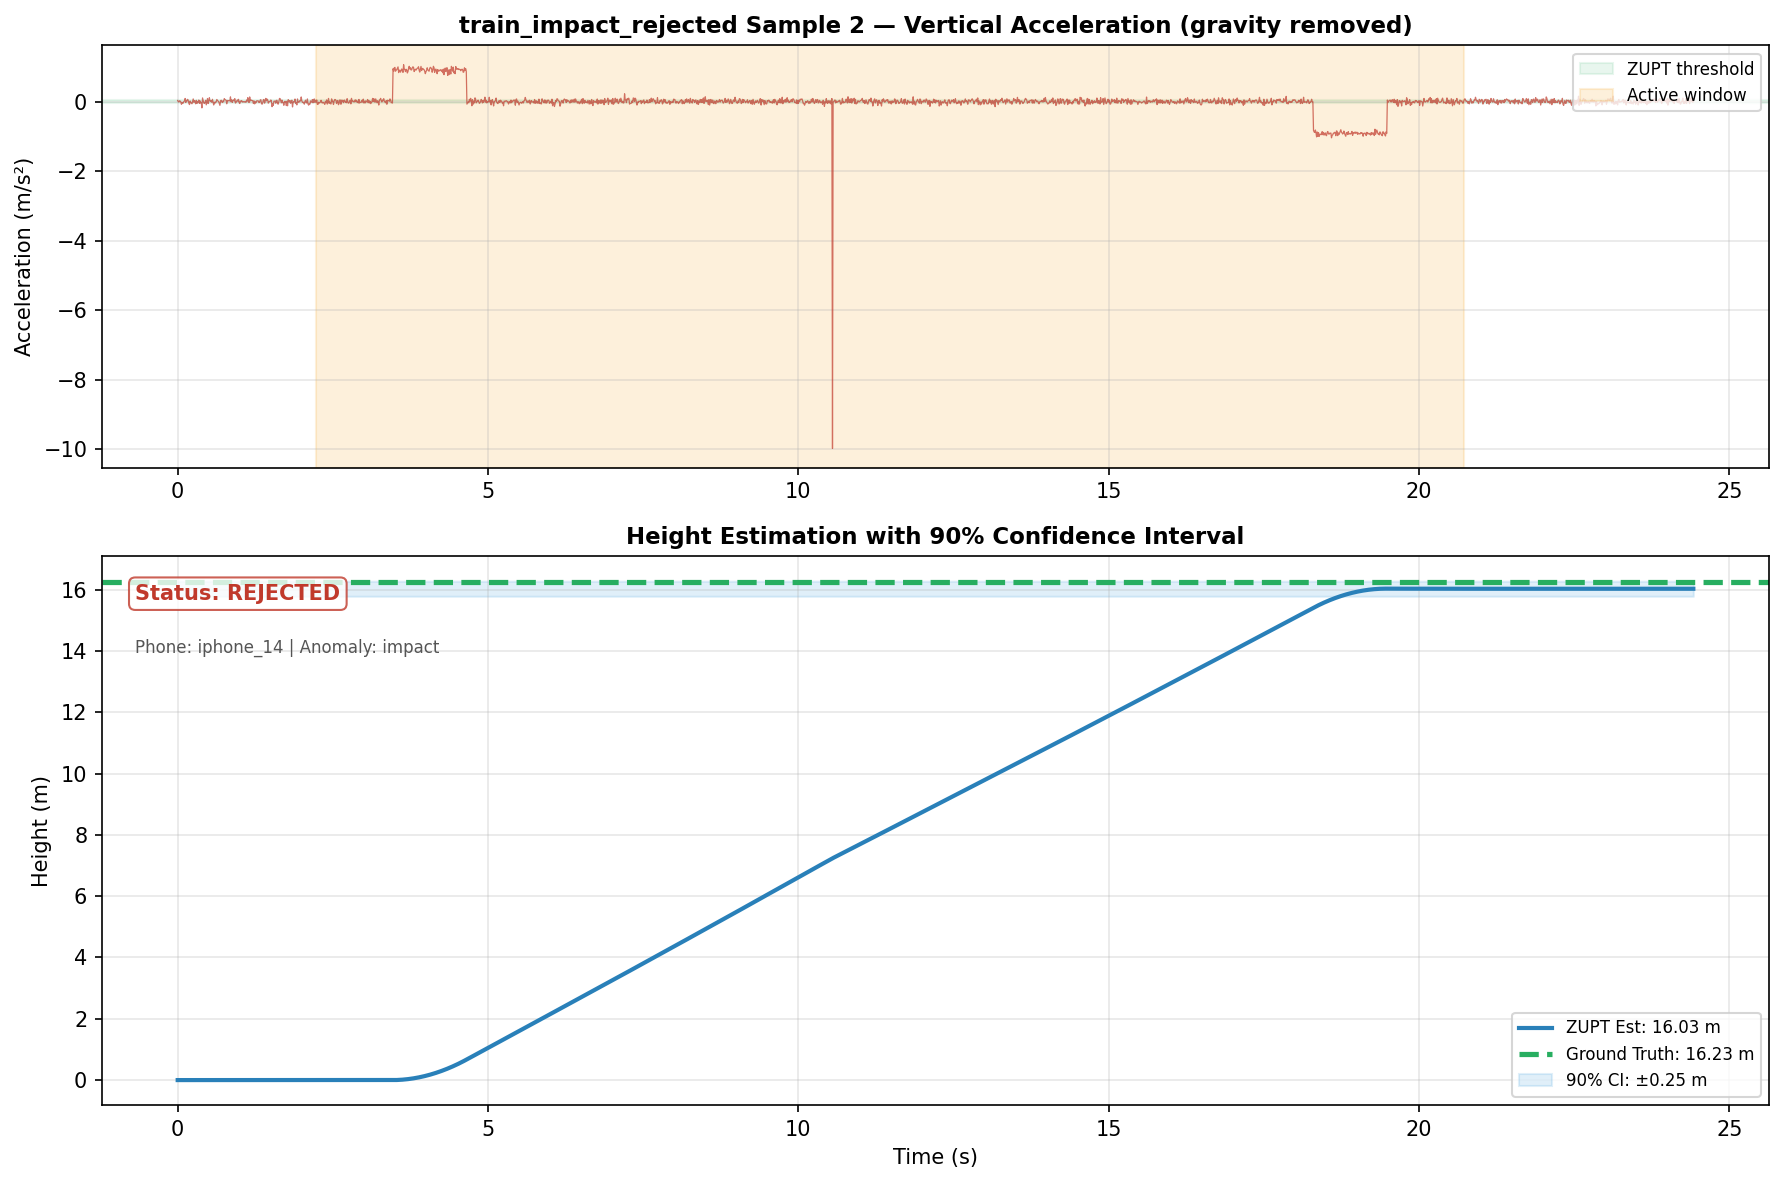 train_impact_rejected Sample 2 — Vertical Acceleration (gravity removed)
ZUPT threshold
Active window
Acceleration (m/s²)
0
−2
−4
−6
−8
−10
0 5 10 15 20 25
Height Estimation with 90% Confidence Interval
Status: REJECTED
Phone: iphone_14 | Anomaly: impact
Height (m)
16
14
12
10
8
6
4
2
0
ZUPT Est: 16.03 m
Ground Truth: 16.23 m
90% CI: ±0.25 m
0 5 10 15 20 25
Time (s)